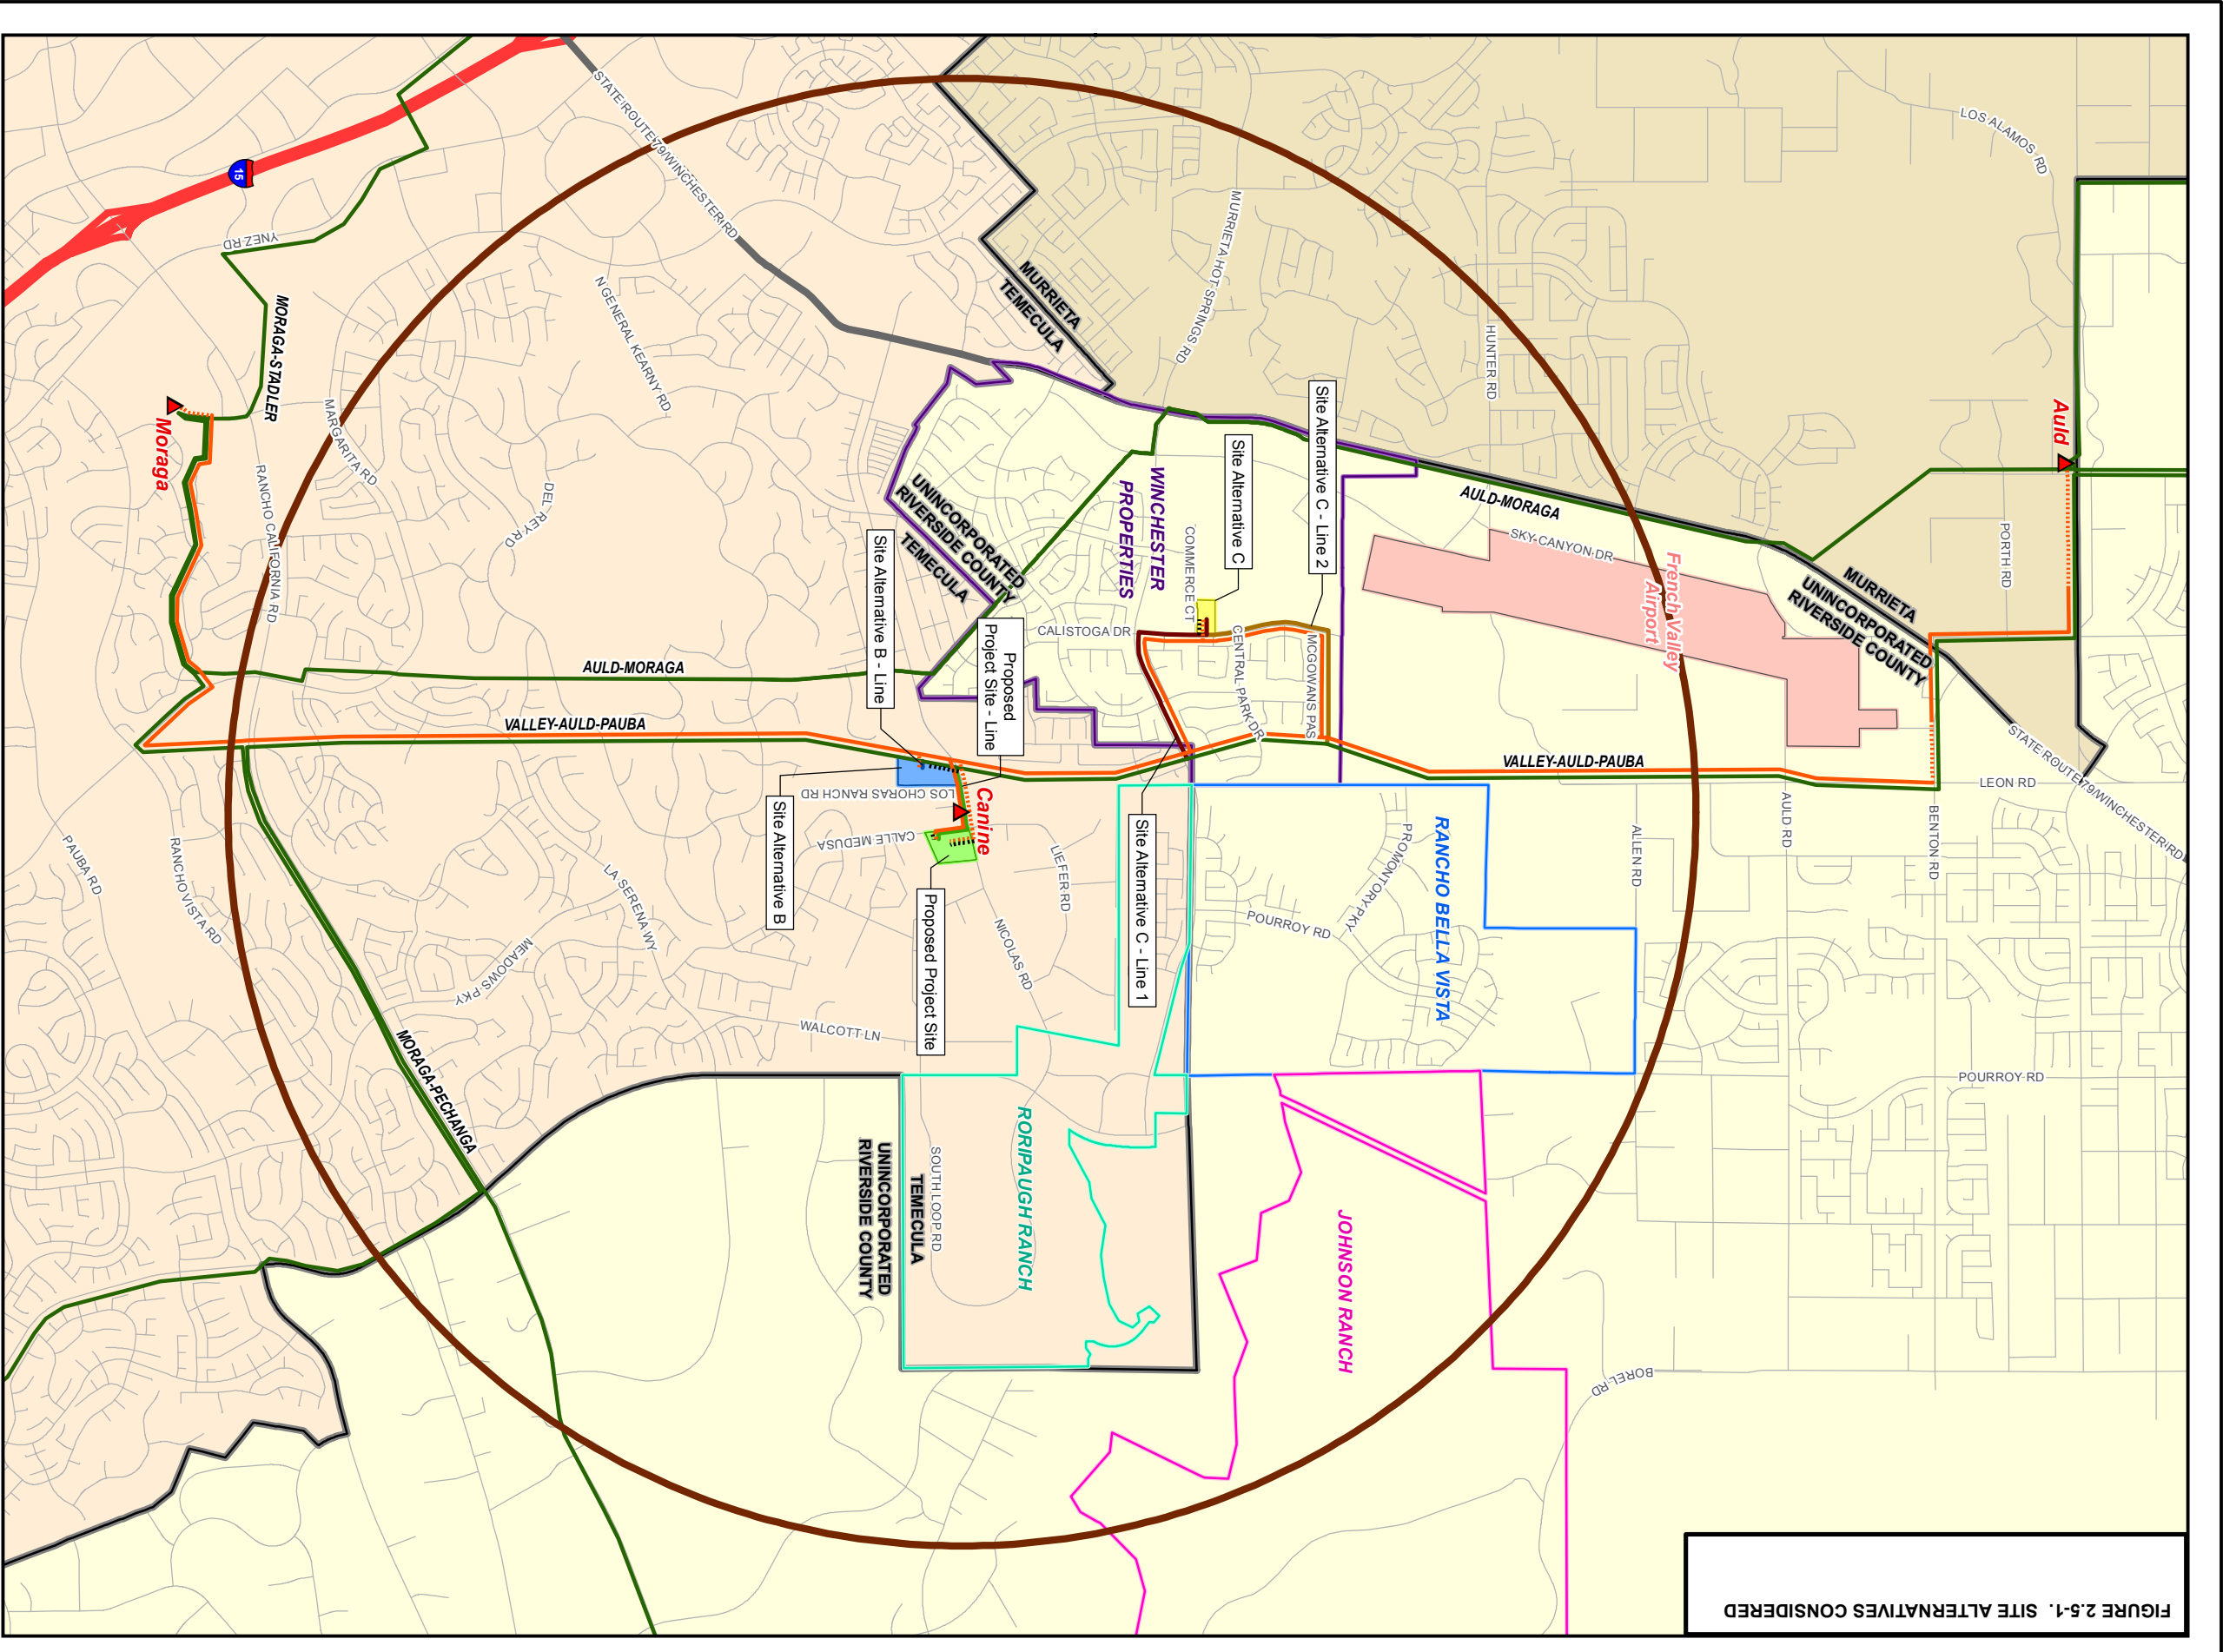 FIGURE 2.5-1.  SITE ALTERNATIVES CONSIDERED
LOS ALAMOS RD
STATE ROUTE 79/WINCHESTER RD
15
YNEZ RD
MORAGA-STADLER
N GENERAL KEARNY RD
MURRIETA
TEMECULA
MURRIETA HOT SPRINGS RD
HUNTER RD
Auld
Moraga
MARGARITA RD
RANCHO CALIFORNIA RD
DEL REY RD
UNINCORPORATED
RIVERSIDE COUNTY
TEMECULA
WINCHESTER
PROPERTIES
COMMERCE CT
Site Alternative C
Site Alternative C - Line 2
AULD-MORAGA
SKY CANYON DR
French Valley
Airport
MURRIETA
UNINCORPORATED
RIVERSIDE COUNTY
PORTH RD
STATE ROUTE 79/WINCHESTER RD
Site Alternative B - Line
Proposed
Project Site - Line
CALISTOGA DR
CENTRAL PARK DR
MCGOWANS PAS
AULD-MORAGA
VALLEY-AULD-PAUBA
VALLEY-AULD-PAUBA
LEON RD
LOS CHORAS RANCH RD
Canine
CALLE MEDUSA
Site Alternative B
Proposed Project Site
Site Alternative C - Line 1
LIEFER RD
NICOLAS RD
RANCHO BELLA VISTA
PROMONTORY PKY
POURROY RD
ALLEN RD
AULD RD
BENTON RD
PAUBA RD
RANCHO VISTA RD
LA SERENA WY
MEADOWS PKY
WALCOTT LN
MORAGA-PECHANGA
POURROY RD
RORIPAUGH RANCH
SOUTH LOOP RD
TEMECULA
UNINCORPORATED
RIVERSIDE COUNTY
JOHNSON RANCH
BOREL RD